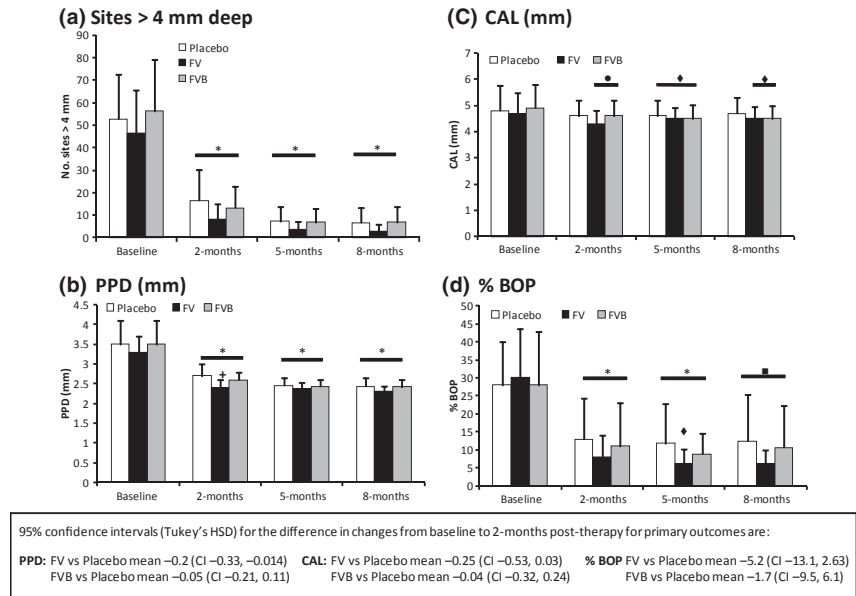 (a) Sites > 4 mm deep
Placebo
FV
FVB
No. sites > 4 mm
90
80
70
60
50
40
30
20
10
0
*
*
*
Baseline
2-months
5-months
8-months
(C) CAL (mm)
Placebo
FV
FVB
CAL (mm)
7
6
5
4
3
2
1
0
●
♦
♦
Baseline
2-months
5-months
8-months
(b) PPD (mm)
Placebo
FV
FVB
PPD (mm)
4.5
4
3.5
3
2.5
2
1.5
1
0.5
0
*
+
*
*
Baseline
2-months
5-months
8-months
(d) % BOP
Placebo
FV
FVB
% BOP
50
45
40
35
30
25
20
15
10
5
0
*
*
♦
■
Baseline
2-months
5-months
8-months
95% confidence intervals (Tukey's HSD) for the difference in changes from baseline to 2-months post-therapy for primary outcomes are:
PPD: FV vs Placebo mean –0.2 (CI –0.33, –0.014)
FVB vs Placebo mean –0.05 (CI –0.21, 0.11)
CAL: FV vs Placebo mean –0.25 (CI –0.53, 0.03)
FVB vs Placebo mean –0.04 (CI –0.32, 0.24)
% BOP FV vs Placebo mean –5.2 (CI –13.1, 2.63)
FVB vs Placebo mean –1.7 (CI –9.5, 6.1)